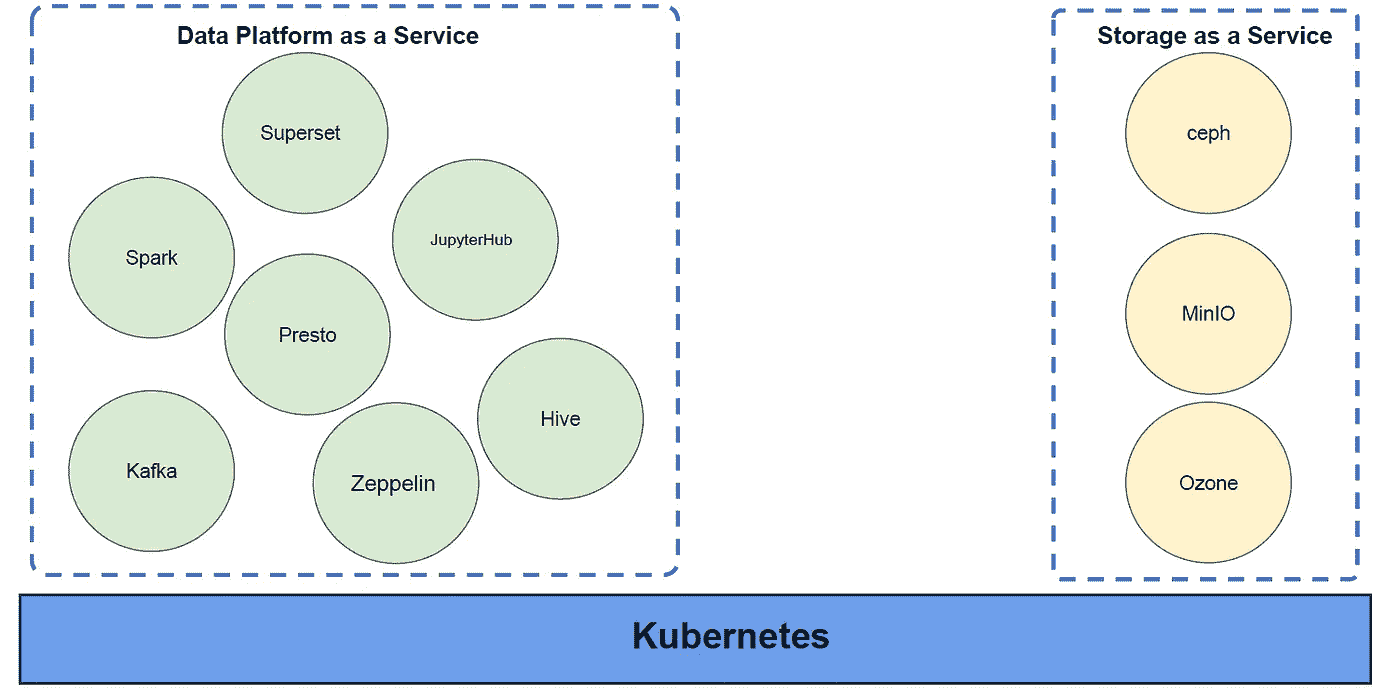 Data Platform as a Service
Storage as a Service
Superset
ceph
JupyterHub
Spark
MinIO
Presto
Hive
Kafka
Zeppelin
Ozone
Kubernetes